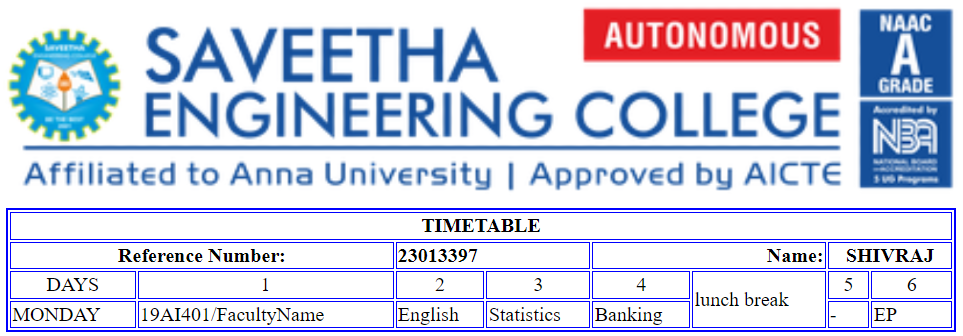 SAVEETHA
ENGINEERING COLLEGE
AUTONOMOUS
NAAC
A
GRADE
Accredited by
NBA
NATIONAL BOARD
of ACCREDITATION
5 UG Programs
SAVEETHA
ENGINEERING COLLEGE
BE THE BEST
Affiliated to Anna University | Approved by AICTE
TIMETABLE
Reference Number: 23013397 Name: SHIVRAJ
DAYS 1 2 3 4 lunch break 5 6
MONDAY 19AI401/FacultyName English Statistics Banking - EP